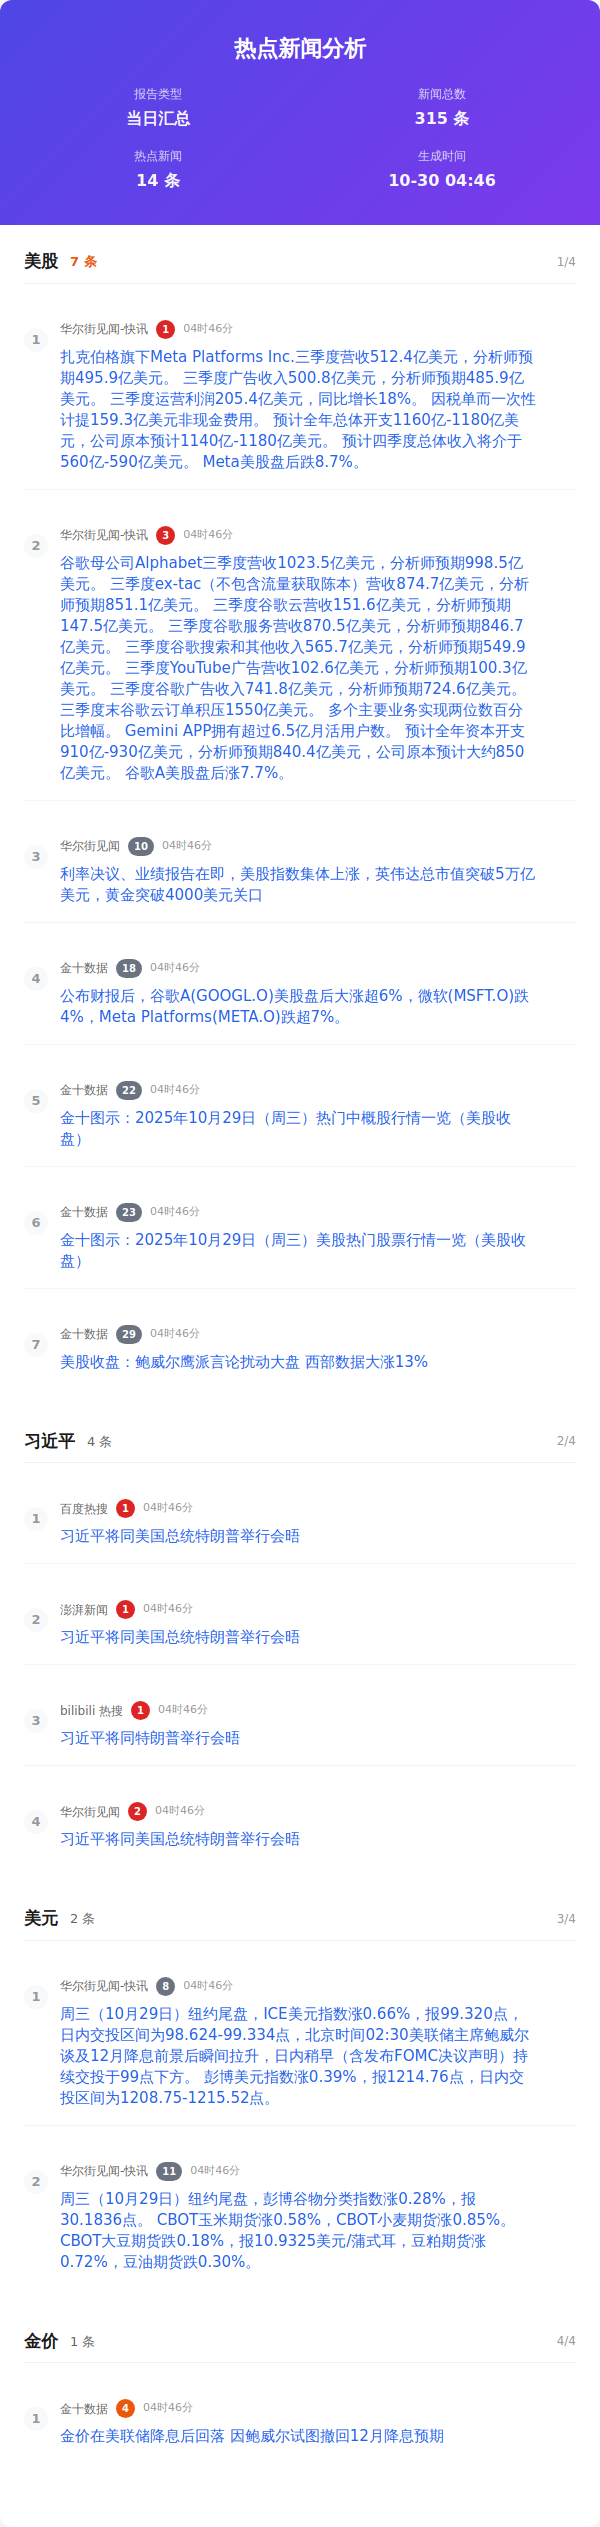 热点新闻分析
报告类型
新闻总数
当日汇总
315 条
热点新闻
生成时间
14 条
10-30 04:46
美股 7 条 1/4
1 华尔街见闻-快讯 1 04时46分
扎克伯格旗下Meta Platforms Inc.三季度营收512.4亿美元，分析师预
期495.9亿美元。 三季度广告收入500.8亿美元，分析师预期485.9亿
美元。 三季度运营利润205.4亿美元，同比增长18%。 因税单而一次性
计提159.3亿美元非现金费用。 预计全年总体开支1160亿-1180亿美
元，公司原本预计1140亿-1180亿美元。 预计四季度总体收入将介于
560亿-590亿美元。 Meta美股盘后跌8.7%。
2 华尔街见闻-快讯 3 04时46分
谷歌母公司Alphabet三季度营收1023.5亿美元，分析师预期998.5亿
美元。 三季度ex-tac（不包含流量获取陈本）营收874.7亿美元，分析
师预期851.1亿美元。 三季度谷歌云营收151.6亿美元，分析师预期
147.5亿美元。 三季度谷歌服务营收870.5亿美元，分析师预期846.7
亿美元。 三季度谷歌搜索和其他收入565.7亿美元，分析师预期549.9
亿美元。 三季度YouTube广告营收102.6亿美元，分析师预期100.3亿
美元。 三季度谷歌广告收入741.8亿美元，分析师预期724.6亿美元。
三季度末谷歌云订单积压1550亿美元。 多个主要业务实现两位数百分
比增幅。 Gemini APP拥有超过6.5亿月活用户数。 预计全年资本开支
910亿-930亿美元，分析师预期840.4亿美元，公司原本预计大约850
亿美元。 谷歌A美股盘后涨7.7%。
3 华尔街见闻 10 04时46分
利率决议、业绩报告在即，美股指数集体上涨，英伟达总市值突破5万亿
美元，黄金突破4000美元关口
4 金十数据 18 04时46分
公布财报后，谷歌A(GOOGL.O)美股盘后大涨超6%，微软(MSFT.O)跌
4%，Meta Platforms(META.O)跌超7%。
5 金十数据 22 04时46分
金十图示：2025年10月29日（周三）热门中概股行情一览（美股收
盘）
6 金十数据 23 04时46分
金十图示：2025年10月29日（周三）美股热门股票行情一览（美股收
盘）
7 金十数据 29 04时46分
美股收盘：鲍威尔鹰派言论扰动大盘 西部数据大涨13%
习近平 4 条 2/4
1 百度热搜 1 04时46分
习近平将同美国总统特朗普举行会晤
2 澎湃新闻 1 04时46分
习近平将同美国总统特朗普举行会晤
3 bilibili 热搜 1 04时46分
习近平将同特朗普举行会晤
4 华尔街见闻 2 04时46分
习近平将同美国总统特朗普举行会晤
美元 2 条 3/4
1 华尔街见闻-快讯 8 04时46分
周三（10月29日）纽约尾盘，ICE美元指数涨0.66%，报99.320点，
日内交投区间为98.624-99.334点，北京时间02:30美联储主席鲍威尔
谈及12月降息前景后瞬间拉升，日内稍早（含发布FOMC决议声明）持
续交投于99点下方。 彭博美元指数涨0.39%，报1214.76点，日内交
投区间为1208.75-1215.52点。
2 华尔街见闻-快讯 11 04时46分
周三（10月29日）纽约尾盘，彭博谷物分类指数涨0.28%，报
30.1836点。 CBOT玉米期货涨0.58%，CBOT小麦期货涨0.85%。
CBOT大豆期货跌0.18%，报10.9325美元/蒲式耳，豆粕期货涨
0.72%，豆油期货跌0.30%。
金价 1 条 4/4
1 金十数据 4 04时46分
金价在美联储降息后回落 因鲍威尔试图撤回12月降息预期